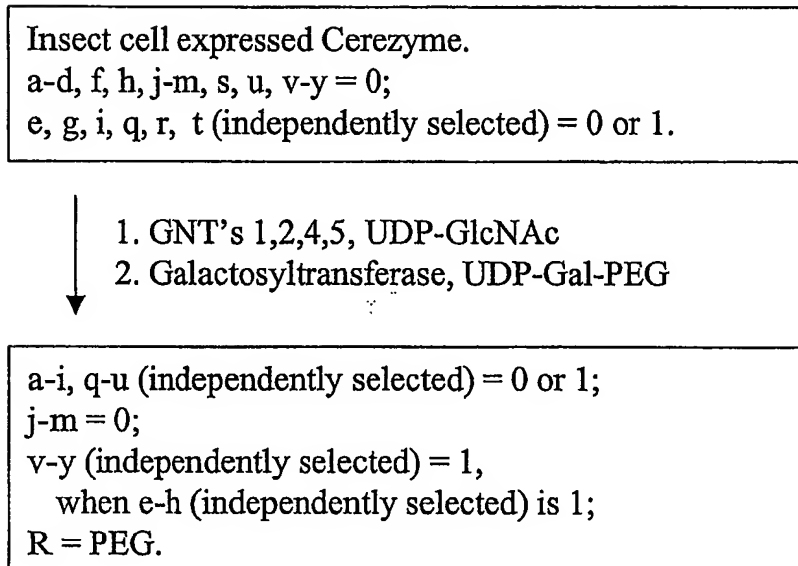 Insect cell expressed Cerezyme.
a-d, f, h, j-m, s, u, v-y = 0;
e, g, i, q, r, t (independently selected) = 0 or 1.
1. GNT's 1,2,4,5, UDP-GlcNAc
2. Galactosyltransferase, UDP-Gal-PEG
a-i, q-u (independently selected) = 0 or 1;
j-m = 0;
v-y (independently selected) = 1,
when e-h (independently selected) is 1;
R = PEG.